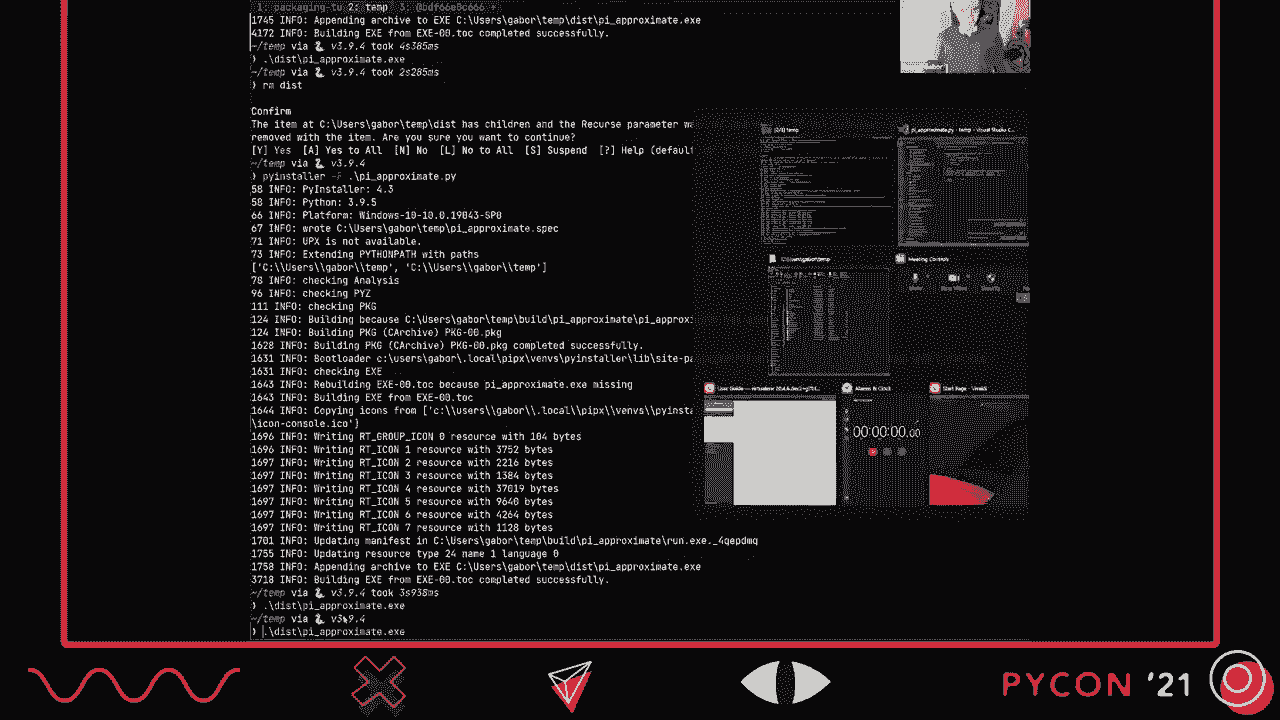 1: packaging-tu 2: temp 3: @bdf66e0c666
1745 INFO: Appending archive to EXE C:\Users\gabor\temp\dist\pi_approximate.exe
4172 INFO: Building EXE from EXE-00.toc completed successfully.
~/temp via v3.9.4 took 4s385ms
❯ .\dist\pi_approximate.exe
~/temp via v3.9.4 took 2s285ms
❯ rm dist
Confirm
The item at C:\Users\gabor\temp\dist has children and the Recurse parameter wa
removed with the item. Are you sure you want to continue?
[Y] Yes [A] Yes to All [N] No [L] No to All [S] Suspend [?] Help (default
~/temp via v3.9.4
❯ pyinstaller -F .\pi_approximate.py
58 INFO: PyInstaller: 4.3
58 INFO: Python: 3.9.5
66 INFO: Platform: Windows-10-10.0.19043-SP0
67 INFO: wrote C:\Users\gabor\temp\pi_approximate.spec
71 INFO: UPX is not available.
73 INFO: Extending PYTHONPATH with paths
['C:\\Users\\gabor\\temp', 'C:\\Users\\gabor\\temp']
78 INFO: checking Analysis
96 INFO: checking PYZ
111 INFO: checking PKG
124 INFO: Building because C:\Users\gabor\temp\build\pi_approximate\pi_approxi
124 INFO: Building PKG (CArchive) PKG-00.pkg
1628 INFO: Building PKG (CArchive) PKG-00.pkg completed successfully.
1631 INFO: Bootloader c:\users\gabor\.local\pipx\venvs\pyinstaller\lib\site-pa
1631 INFO: checking EXE
1643 INFO: Rebuilding EXE-00.toc because pi_approximate.exe missing
1643 INFO: Building EXE from EXE-00.toc
1644 INFO: Copying icons from ['c:\\users\\gabor\\.local\\pipx\\venvs\\pyinsta
\icon-console.ico']
1696 INFO: Writing RT_GROUP_ICON 0 resource with 104 bytes
1696 INFO: Writing RT_ICON 1 resource with 3752 bytes
1697 INFO: Writing RT_ICON 2 resource with 2216 bytes
1697 INFO: Writing RT_ICON 3 resource with 1384 bytes
1697 INFO: Writing RT_ICON 4 resource with 37019 bytes
1697 INFO: Writing RT_ICON 5 resource with 9640 bytes
1697 INFO: Writing RT_ICON 6 resource with 4264 bytes
1697 INFO: Writing RT_ICON 7 resource with 1128 bytes
1701 INFO: Updating manifest in C:\Users\gabor\temp\build\pi_approximate\run.exe._4qepdmq
1755 INFO: Updating resource type 24 name 1 language 0
1758 INFO: Appending archive to EXE C:\Users\gabor\temp\dist\pi_approximate.exe
3718 INFO: Building EXE from EXE-00.toc completed successfully.
~/temp via v3.9.4 took 3s938ms
❯ .\dist\pi_approximate.exe
~/temp via v3.9.4
❯ .\dist\pi_approximate.exe
temp
pi_approximate.py - temp - Visual Studio C...
C:\Users\gabor\temp
Meeting Controls
Alarms & Clock
Start Page - Vivaldi
00:00:00.00
PYCON '21